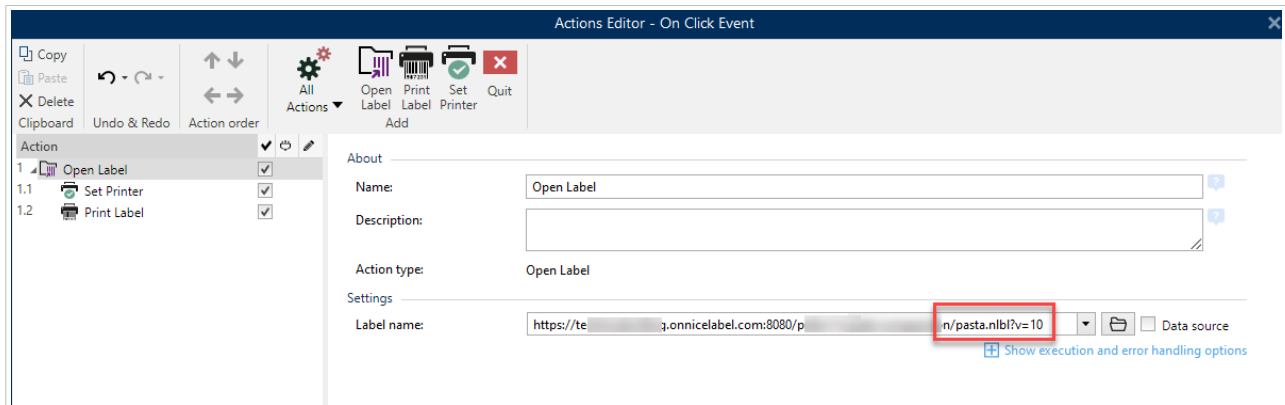 Actions Editor - On Click Event
Copy
Paste
Delete
Clipboard
Undo & Redo
Action order
All
Actions
Open
Label
Print
Label
Set
Printer
Quit
Add
Action
1 Open Label
1.1 Set Printer
1.2 Print Label
About
Name: Open Label
Description:
Action type: Open Label
Settings
Label name: https://te g.onnicelabel.com:8080/p n/pasta.nlbl?v=10 Data source
Show execution and error handling options